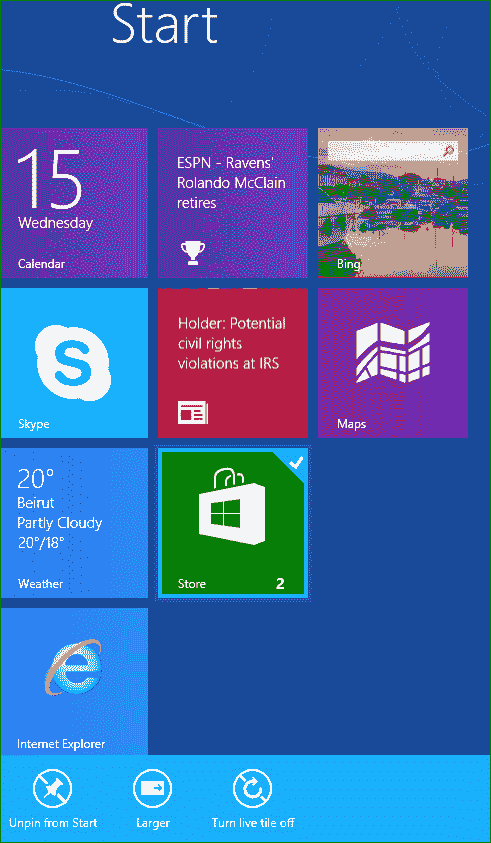 Start
15
Wednesday
Calendar
ESPN - Ravens'
Rolando McClain
retires
Bing
S
Skype
Holder: Potential
civil rights
violations at IRS
Maps
20°
Beirut
Partly Cloudy
20°/18°
Weather
Store 2
Internet Explorer
Unpin from Start
Larger
Turn live tile off